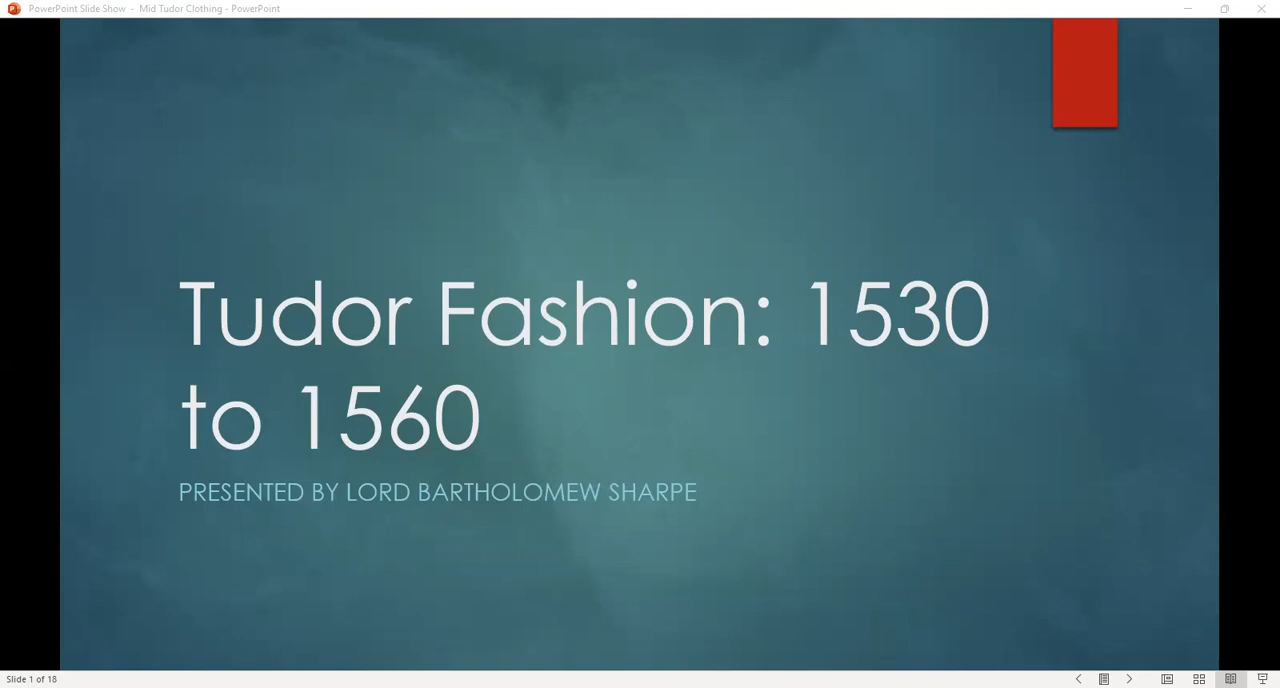 PowerPoint Slide Show - Mid Tudor Clothing - PowerPoint
Tudor Fashion: 1530
to 1560
PRESENTED BY LORD BARTHOLOMEW SHARPE
Slide 1 of 18